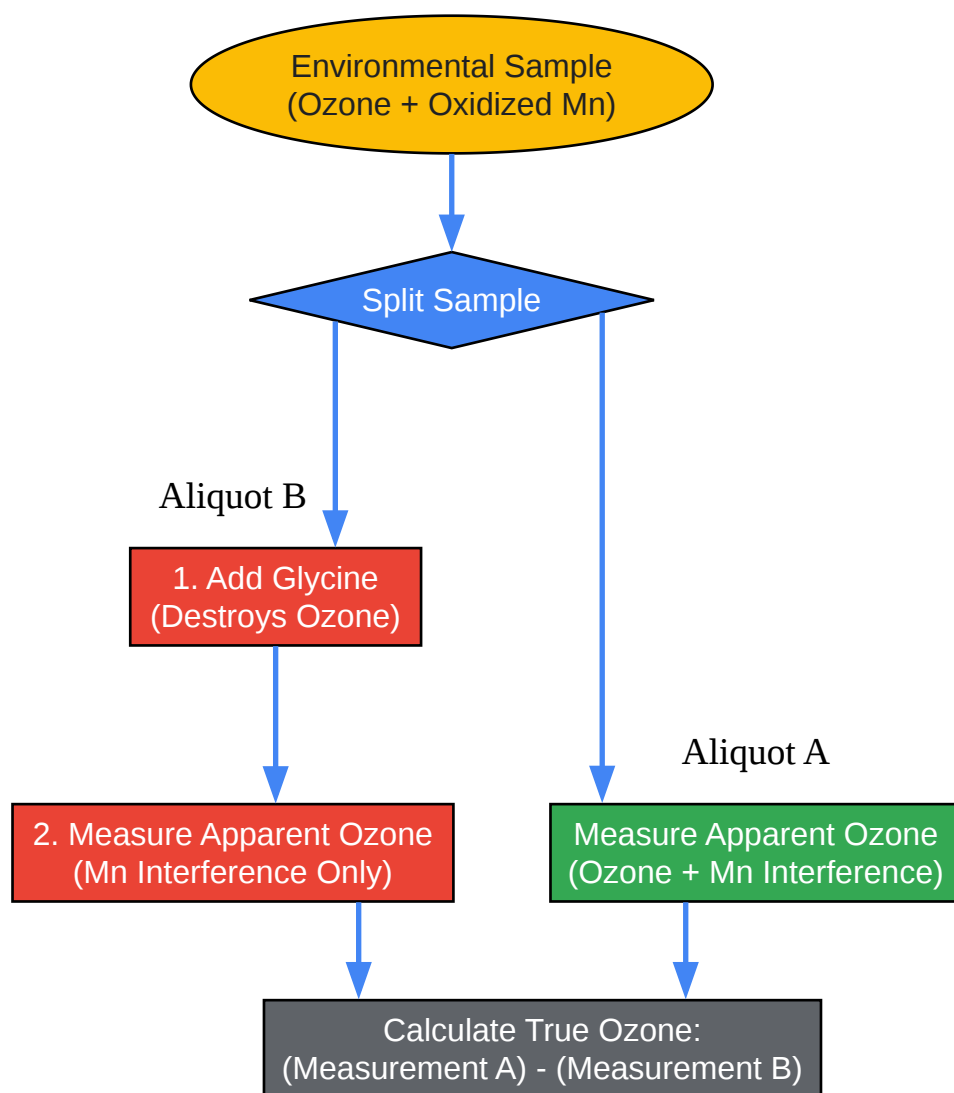 Environmental Sample
(Ozone + Oxidized Mn)
Split Sample
Aliquot B
1. Add Glycine
(Destroys Ozone)
Aliquot A
2. Measure Apparent Ozone
(Mn Interference Only)
Measure Apparent Ozone
(Ozone + Mn Interference)
Calculate True Ozone:
(Measurement A) - (Measurement B)